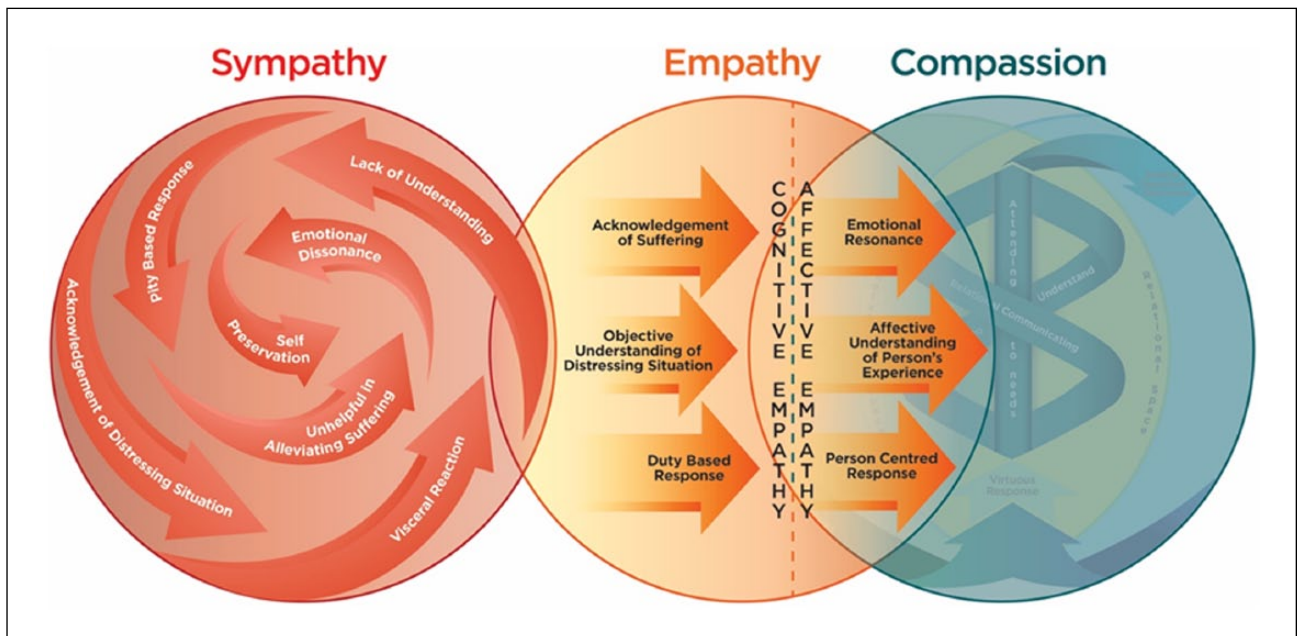 Sympathy
Empathy
Compassion
Pity Based Response
Lack of Understanding
Emotional
Dissonance
Self
Preservation
Acknowledgement of Distressing Situation
Unhelpful in
Alleviating Suffering
Visceral Reaction
Acknowledgement
of Suffering
Objective
Understanding of
Distressing Situation
Duty Based
Response
COGNITIVE EMPATHY
AFFECTIVE EMPATHY
Emotional
Resonance
Affective
Understanding
of Person's
Experience
Person Centred
Response
Attending to needs
Understand
Relational Communicating
Relational Space
Virtuous
Response